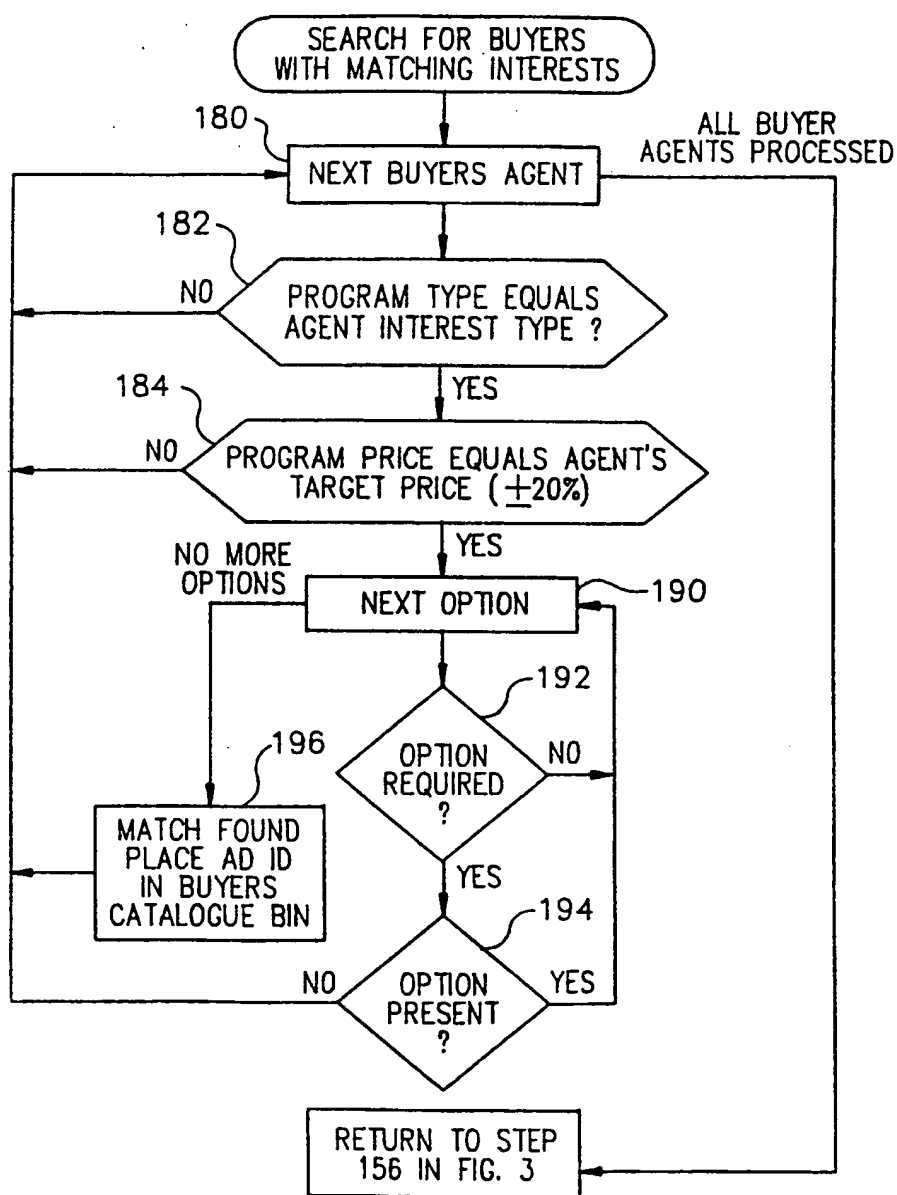 SEARCH FOR BUYERS
WITH MATCHING INTERESTS
180
ALL BUYER
AGENTS PROCESSED
NEXT BUYERS AGENT
182
NO
PROGRAM TYPE EQUALS
AGENT INTEREST TYPE ?
YES
184
NO
PROGRAM PRICE EQUALS AGENT'S
TARGET PRICE (±20%)
YES
NO MORE
OPTIONS
NEXT OPTION
190
192
OPTION
REQUIRED
?
NO
196
MATCH FOUND
PLACE AD ID
IN BUYERS
CATALOGUE BIN
YES
194
NO
OPTION
PRESENT
?
YES
RETURN TO STEP
156 IN FIG. 3